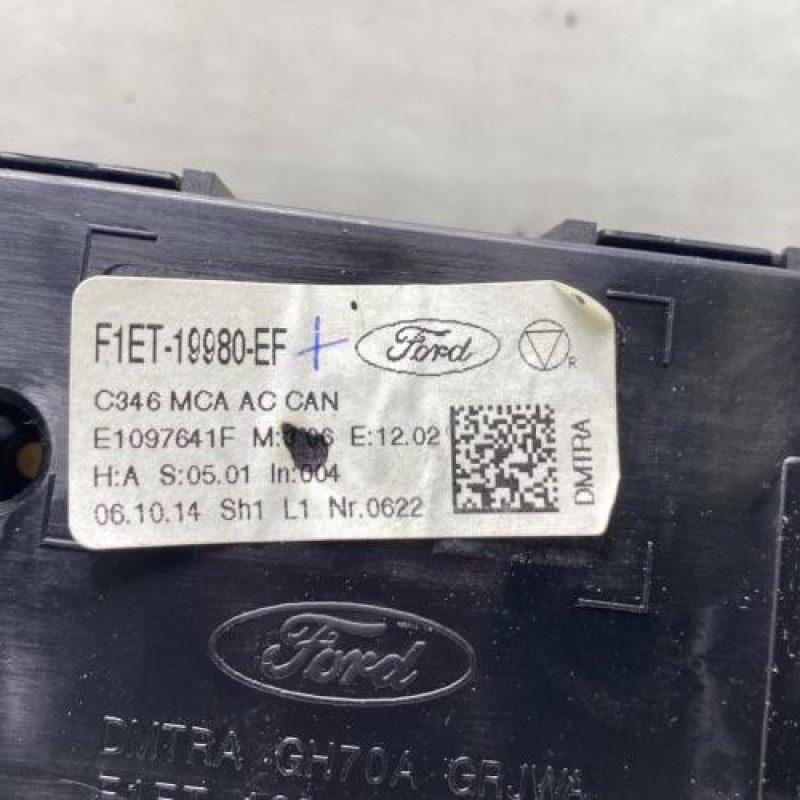 F1ET-19980-EF + Ford R
C346 MCA AC CAN
E1097641F M: E:12.02
H:A S:05.01 In:004
06.10.14 Sh1 L1 Nr.0622
DMTRA
Ford
DMTRA GH70A GRJWA